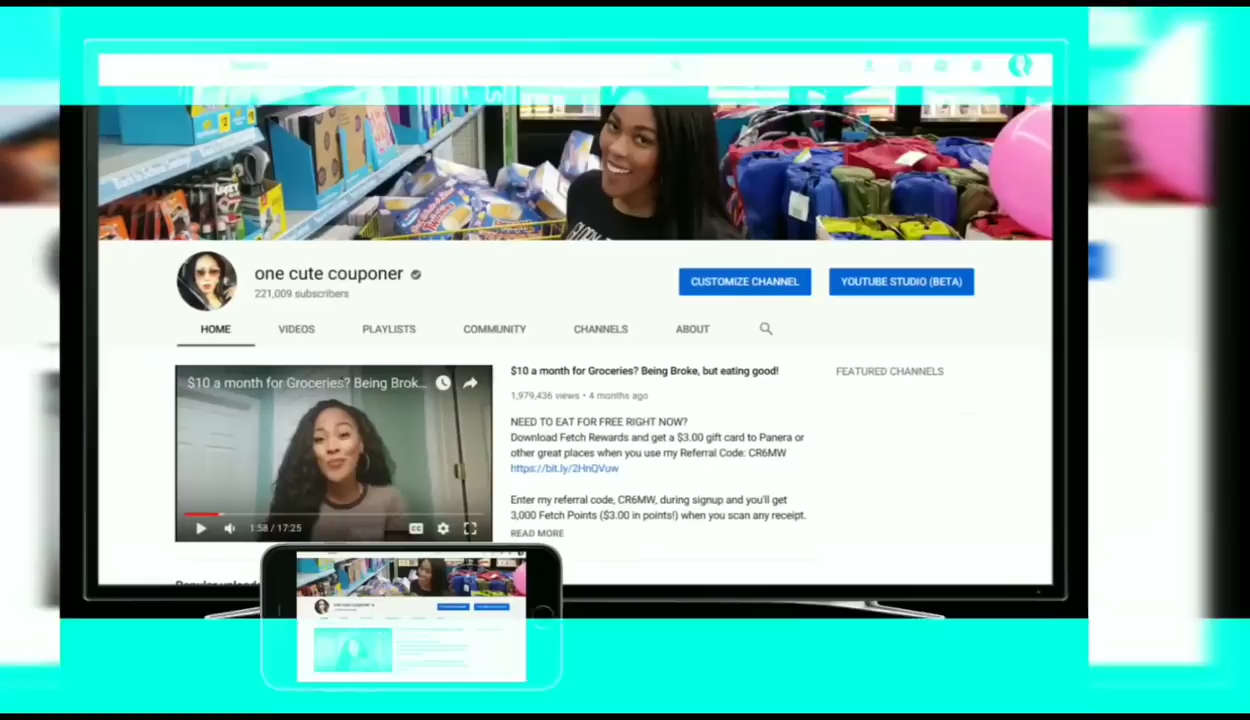 one cute couponer
221,009 subscribers
CUSTOMIZE CHANNEL
YOUTUBE STUDIO (BETA)
HOME VIDEOS PLAYLISTS COMMUNITY CHANNELS ABOUT
$10 a month for Groceries? Being Brok...
1:58 / 17:25
CC
$10 a month for Groceries? Being Broke, but eating good!
1,979,436 views • 4 months ago
NEED TO EAT FOR FREE RIGHT NOW?
Download Fetch Rewards and get a $3.00 gift card to Panera or
other great places when you use my Referral Code: CR6MW
https://bit.ly/2HnQVuw
Enter my referral code, CR6MW, during signup and you'll get
3,000 Fetch Points ($3.00 in points!) when you scan any receipt.
READ MORE
FEATURED CHANNELS
one cute couponer